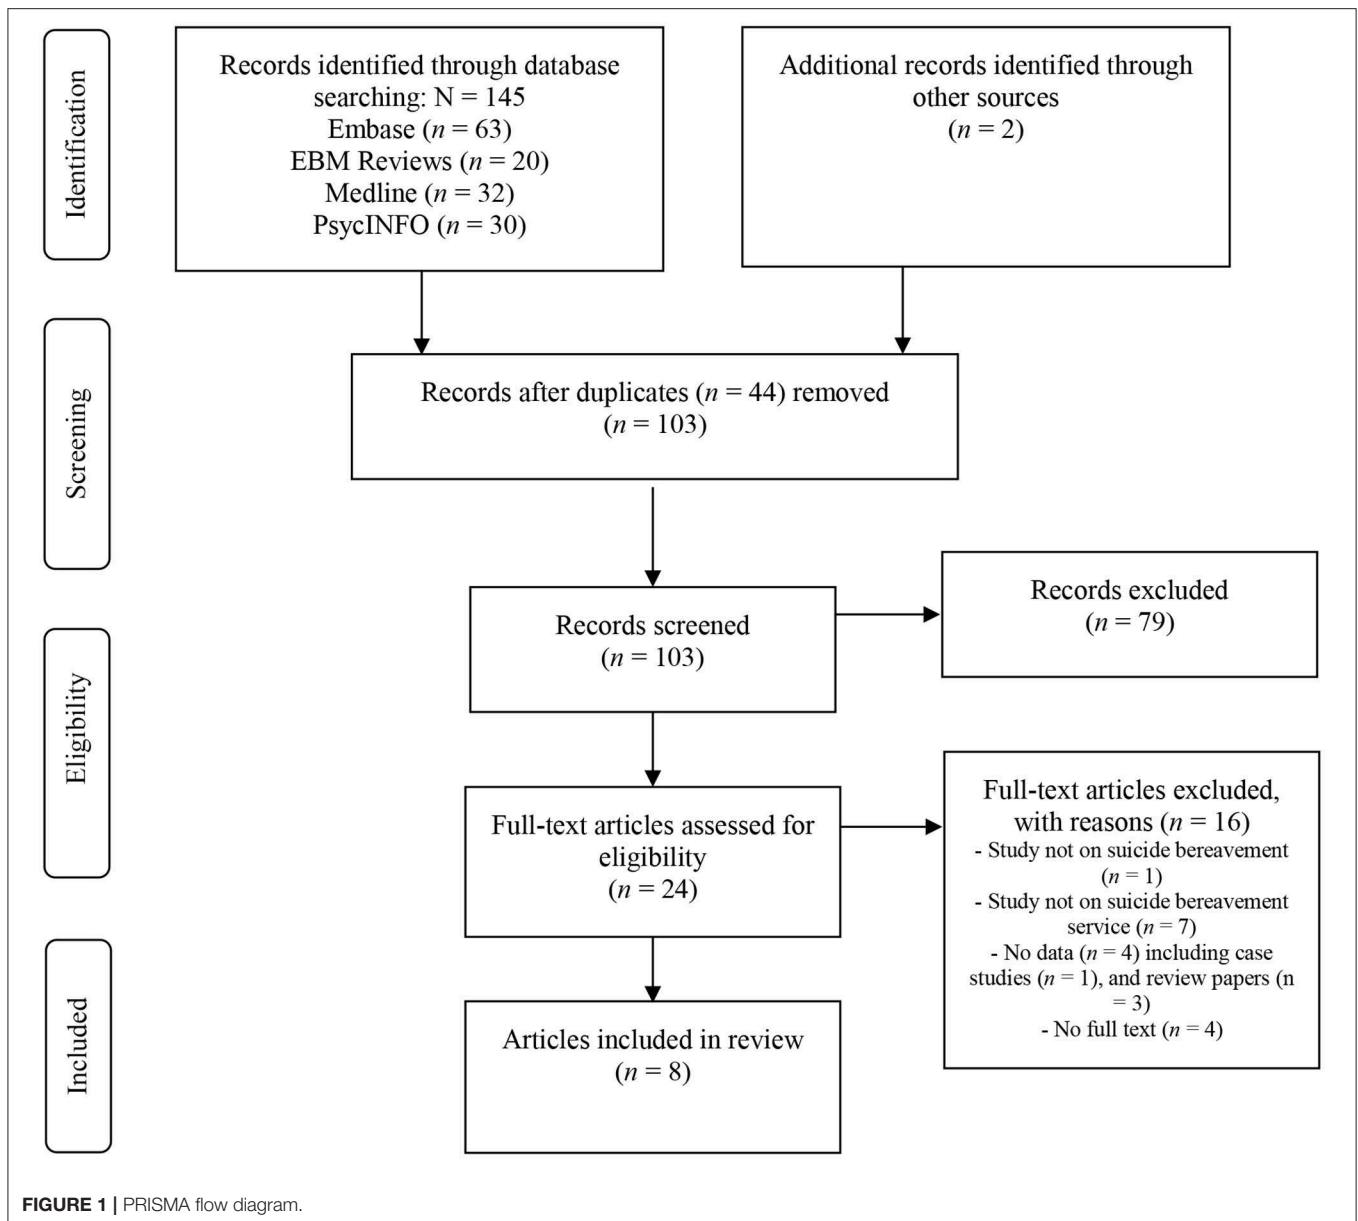 Identification
Records identified through database
searching: N = 145
Embase (n = 63)
EBM Reviews (n = 20)
Medline (n = 32)
PsycINFO (n = 30)
Additional records identified through
other sources
(n = 2)
Screening
Records after duplicates (n = 44) removed
(n = 103)
Records screened
(n = 103)
Records excluded
(n = 79)
Eligibility
Full-text articles assessed for
eligibility
(n = 24)
Full-text articles excluded,
with reasons (n = 16)
- Study not on suicide bereavement
(n = 1)
- Study not on suicide bereavement
service (n = 7)
- No data (n = 4) including case
studies (n = 1), and review papers (n
= 3)
- No full text (n = 4)
Included
Articles included in review
(n = 8)
FIGURE 1 | PRISMA flow diagram.